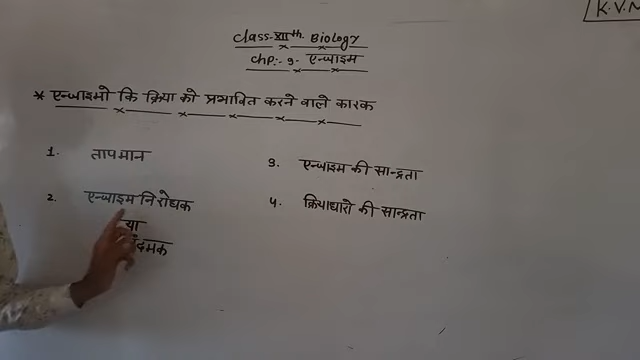 K.V.M
Class-XIIth. Biology
Chp:- 9- एन्जाइम
* एन्जाइमो कि क्रिया को प्रभावित करने वाले कारक
1. तापमान
3. एन्जाइम की सान्द्रता
2. एन्जाइम निरोधक
4. क्रियाधारो की सान्द्रता
या